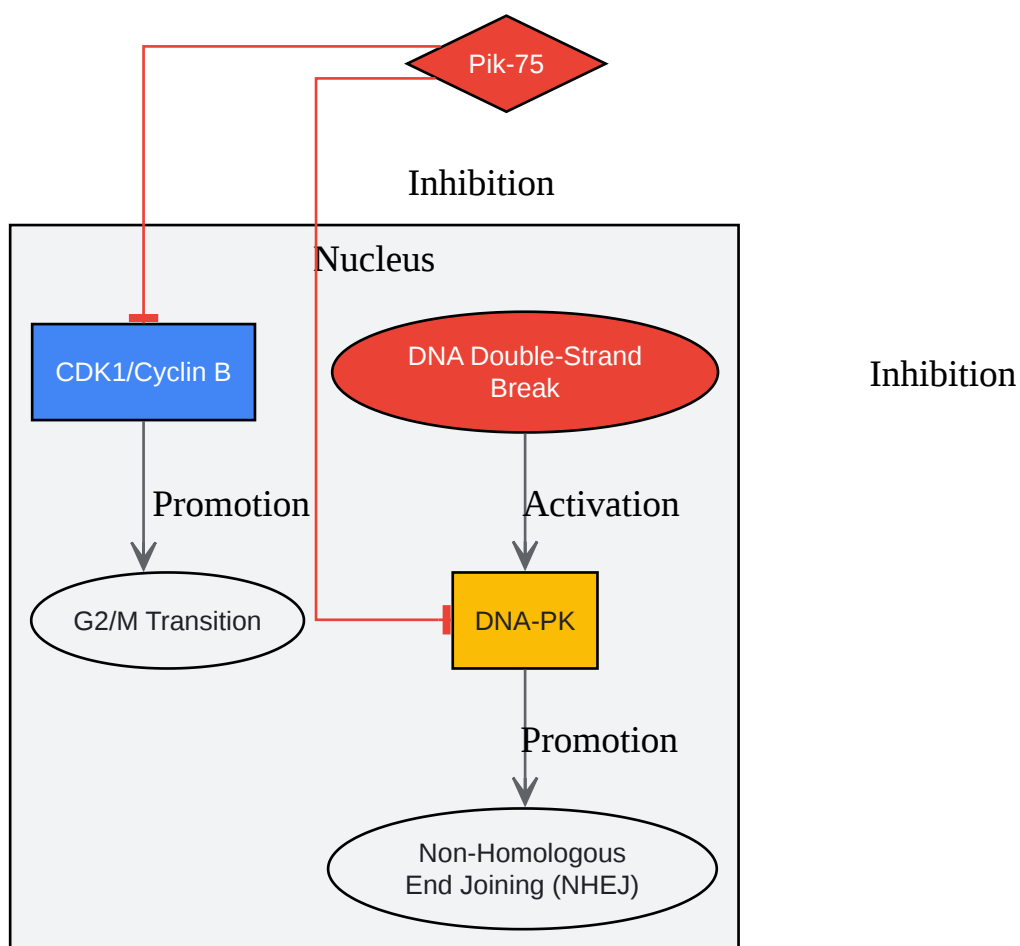 Pik-75
Inhibition
Nucleus
CDK1/Cyclin B
DNA Double-Strand
Break
Inhibition
Promotion
Activation
G2/M Transition
DNA-PK
Promotion
Non-Homologous
End Joining (NHEJ)